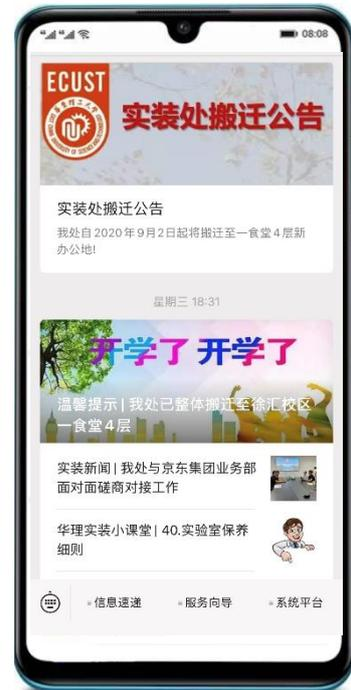 08:08
ECUST
实装处搬迁公告
实装处搬迁公告
我处自2020年9月2日起将搬迁至一食堂4层新
办公地!
星期三 18:31
开学了 开学了
温馨提示 | 我处已整体搬迁至徐汇校区
一食堂4层
实装新闻 | 我处与京东集团业务部
面对面磋商对接工作
华理实装小课堂 | 40.实验室保养
细则
信息速递
服务向导
系统平台